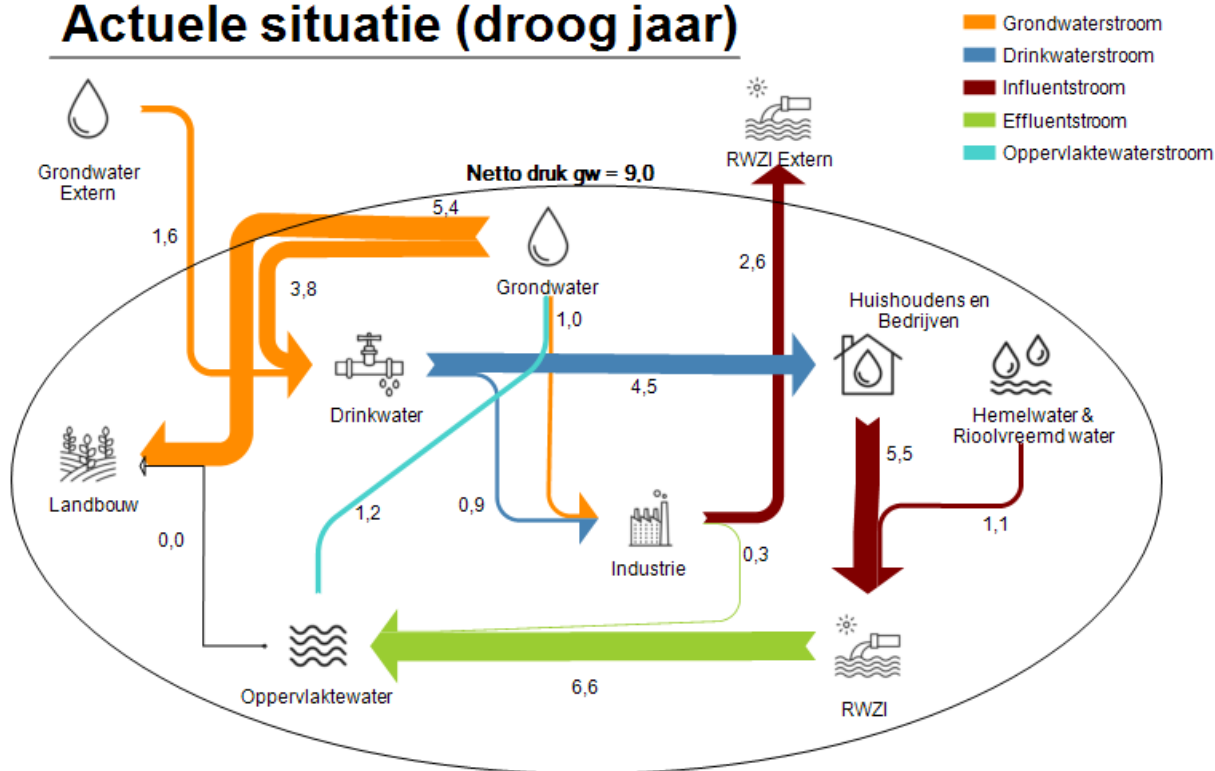 Actuele situatie (droog jaar)
Grondwaterstroom
Drinkwaterstroom
Influentstroom
Effluentstroom
Oppervlaktewaterstroom
Grondwater
Extern
RWZI Extern
Netto druk gw = 9.0
5,4
1,6
3,8
Grondwater
1,0
2,6
Huishoudens en
Bedrijven
Drinkwater
4,5
Hemelwater &
Rioolvreemd water
Landbouw
5,5
0,9
1,2
1,1
0,0
Industrie
0,3
Oppervlaktewater
6,6
RWZI